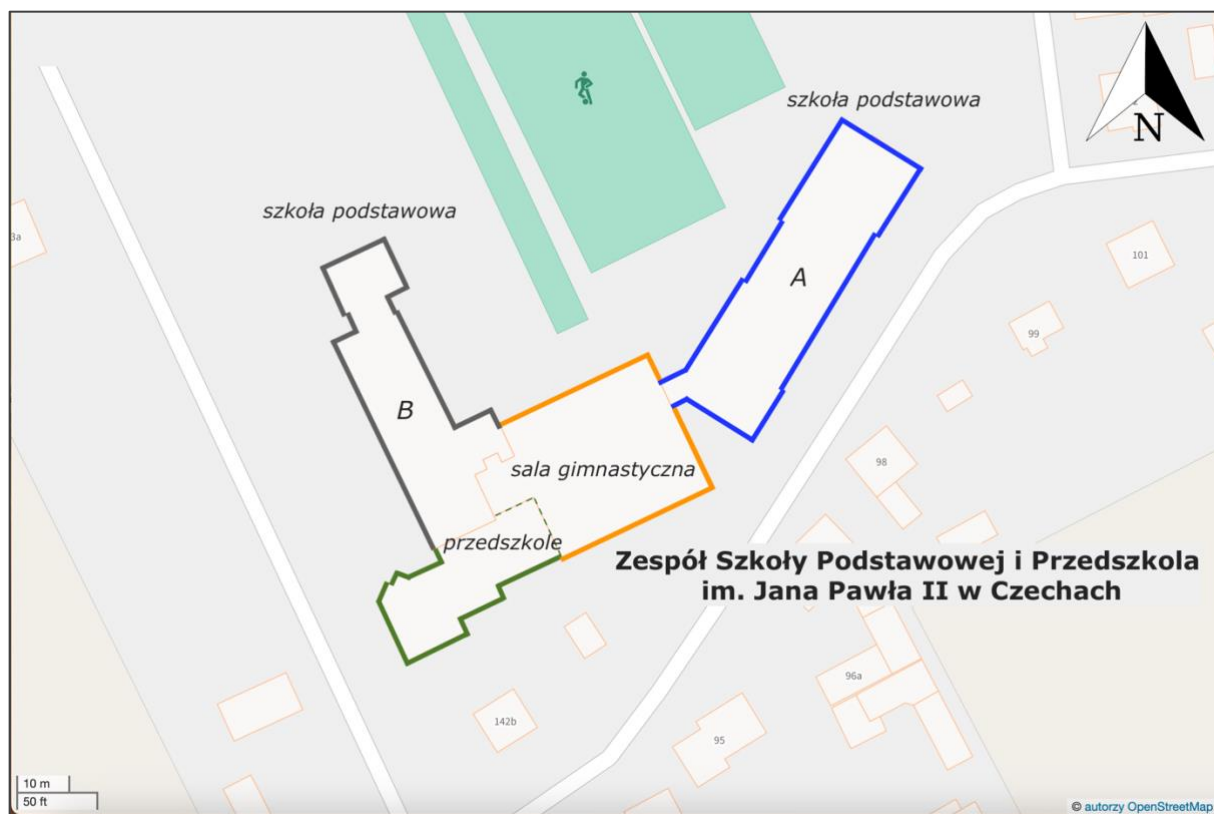 szkoła podstawowa
N
szkoła podstawowa
3a
A
101
99
B
98
sala gimnastyczna
przedszkole
Zespół Szkoły Podstawowej i Przedszkola
im. Jana Pawła II w Czechach
96a
142b
95
10 m
50 ft
© autorzy OpenStreetMap